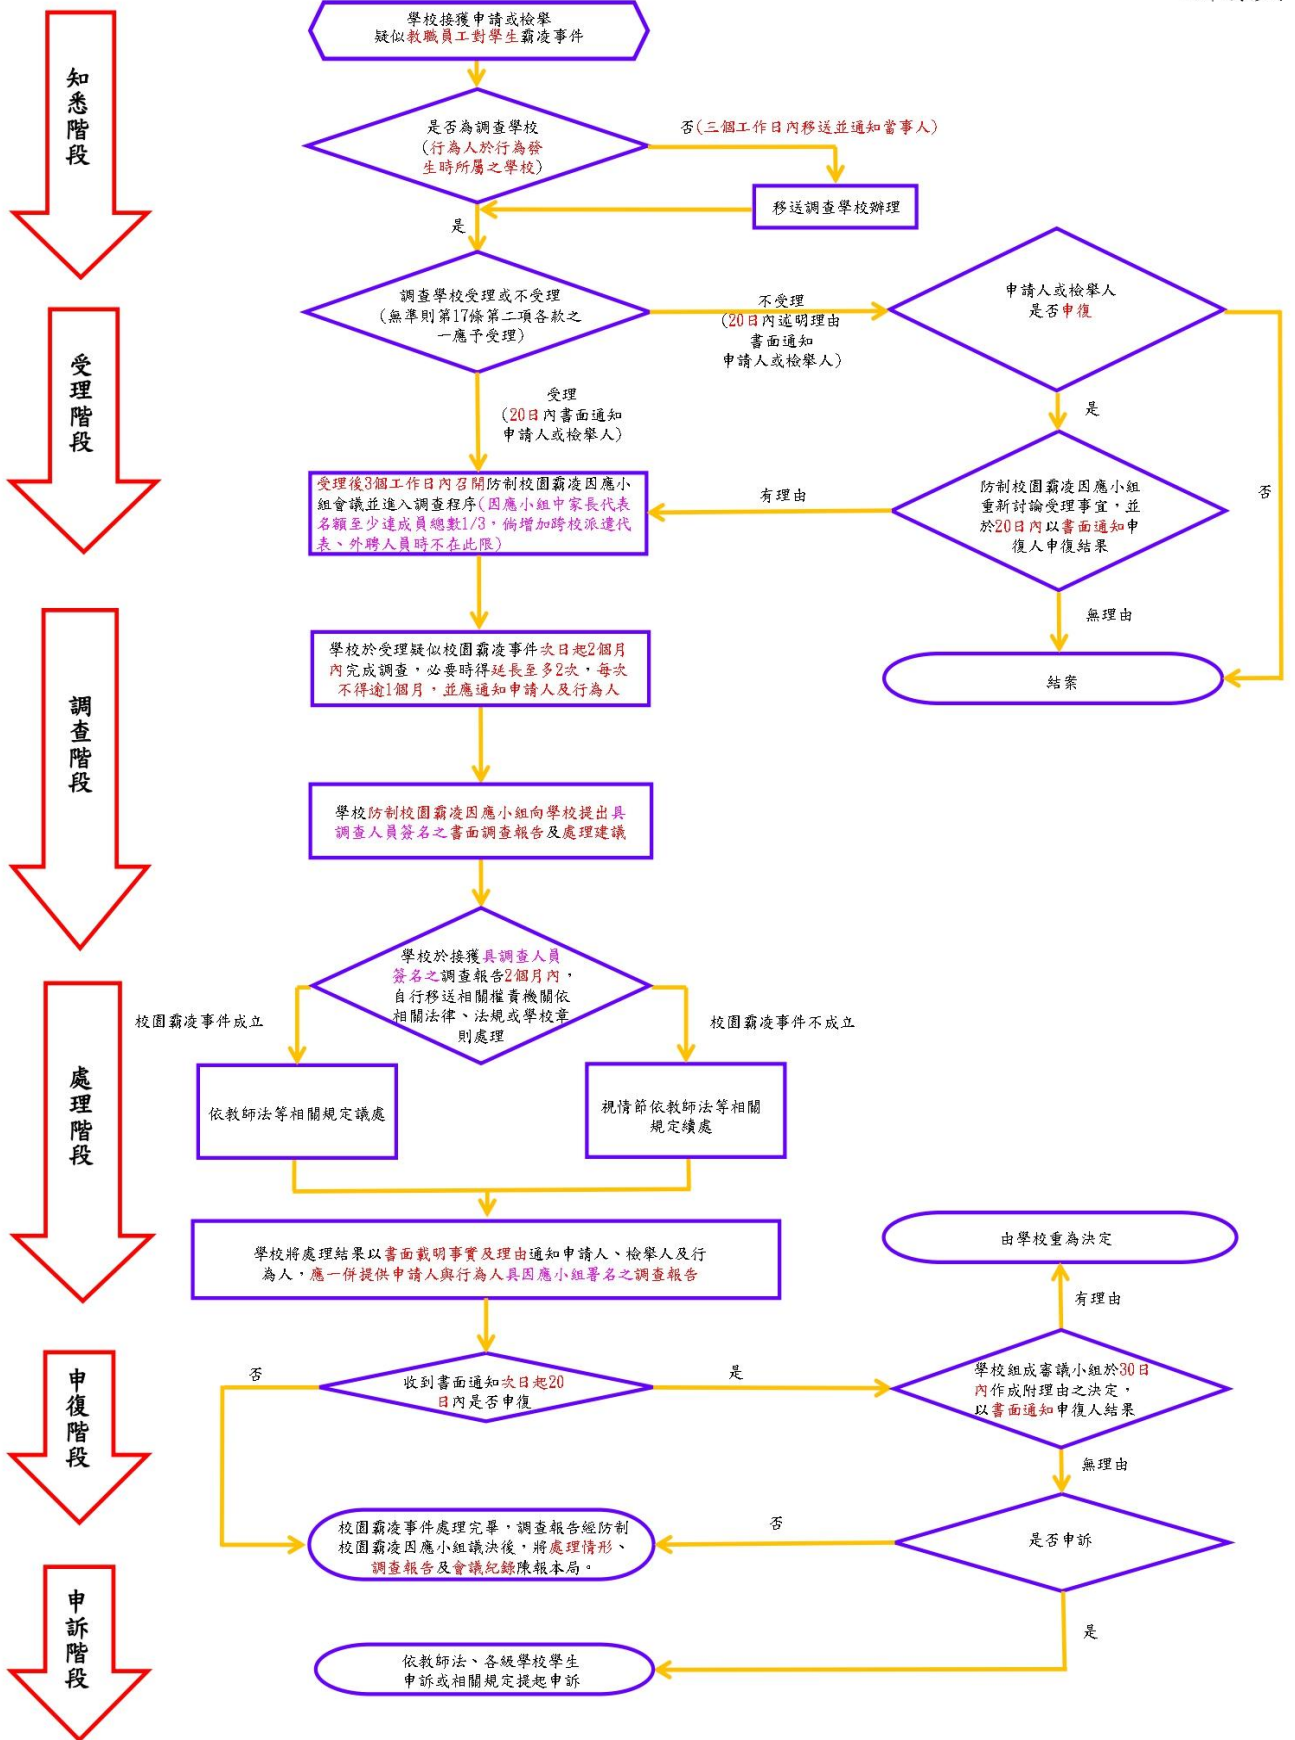 學校接獲申請或檢舉
疑似教職員工對學生霸凌事件
知悉階段
是否為調查學校
(行為人於行為發
生時所屬之學校)
否(三個工作日內移送並通知當事人)
移送調查學校辦理
是
調查學校受理或不受理
(無準則第17條第二項各款之
一應予受理)
不受理
(20日內述明理由
書面通知
申請人或檢舉人)
申請人或檢舉人
是否申復
受理階段
受理
(20日內書面通知
申請人或檢舉人)
是
否
受理後3個工作日內召開防制校園霸凌因應小
組會議並進入調查程序(因應小組中家長代表
名額至少達成員總數1/3，倘增加跨校派遣代
表、外聘人員時不在此限)
有理由
防制校園霸凌因應小組
重新討論受理事宜，並
於20日內以書面通知申
復人申復結果
無理由
結案
調查階段
學校於受理疑似校園霸凌事件次日起2個月
內完成調查，必要時得延長至多2次，每次
不得逾1個月，並應通知申請人及行為人
學校防制校園霸凌因應小組向學校提出具
調查人員簽名之書面調查報告及處理建議
學校於接獲具調查人員
簽名之調查報告2個月內，
自行移送相關權責機關依
相關法律、法規或學校章
則處理
校園霸凌事件成立
校園霸凌事件不成立
處理階段
依教師法等相關規定議處
視情節依教師法等相關
規定續處
學校將處理結果以書面載明事實及理由通知申請人、檢舉人及行
為人，應一併提供申請人與行為人具因應小組署名之調查報告
由學校重為決定
有理由
申復階段
否
收到書面通知次日起20
日內是否申復
是
學校組成審議小組於30日
內作成附理由之決定，
以書面通知申復人結果
無理由
校園霸凌事件處理完畢，調查報告經防制
校園霸凌因應小組議決後，將處理情形、
調查報告及會議紀錄陳報本局。
否
是否申訴
申訴階段
是
依教師法、各級學校學生
申訴或相關規定提起申訴